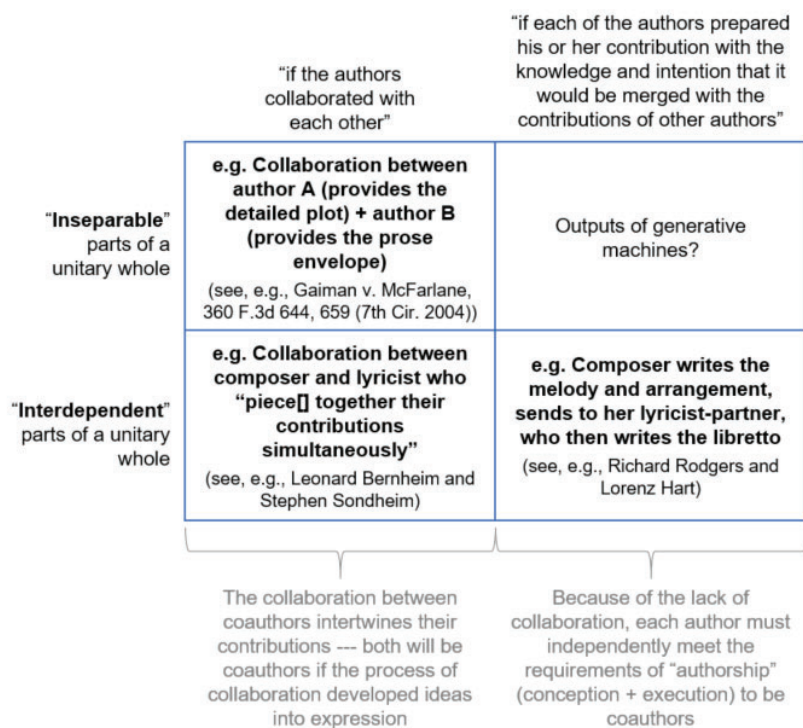 “if the authors
collaborated with
each other”
“if each of the authors prepared
his or her contribution with the
knowledge and intention that it
would be merged with the
contributions of other authors”
“Inseparable”
parts of a
unitary whole
e.g. Collaboration between
author A (provides the
detailed plot) + author B
(provides the prose
envelope)
(see, e.g., Gaiman v. McFarlane,
360 F.3d 644, 659 (7th Cir. 2004))
Outputs of generative
machines?
“Interdependent”
parts of a unitary
whole
e.g. Collaboration between
composer and lyricist who
“piece[] together their
contributions
simultaneously”
(see, e.g., Leonard Bernheim and
Stephen Sondheim)
e.g. Composer writes the
melody and arrangement,
sends to her lyricist-partner,
who then writes the libretto
(see, e.g., Richard Rodgers and
Lorenz Hart)
The collaboration between
coauthors intertwines their
contributions --- both will be
coauthors if the process of
collaboration developed ideas
into expression
Because of the lack of
collaboration, each author must
independently meet the
requirements of “authorship”
(conception + execution) to be
coauthors